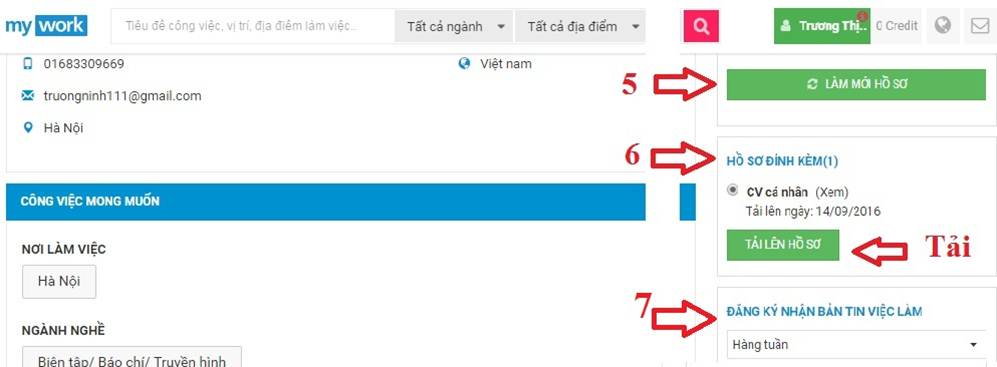 my work
Tiêu đề công việc, vị trí, địa điểm làm việc..
Tất cả ngành
Tất cả địa điểm
Trương Thị..
0 Credit
01683309669
Việt nam
truongninh111@gmail.com
Hà Nội
CÔNG VIỆC MONG MUỐN
NƠI LÀM VIỆC
Hà Nội
NGÀNH NGHỀ
Biên tập/ Báo chí/ Truyền hình
5
LÀM MỚI HỒ SƠ
6
HỒ SƠ ĐÍNH KÈM(1)
CV cá nhân (Xem)
Tải lên ngày: 14/09/2016
TẢI LÊN HỒ SƠ
Tải
7
ĐĂNG KÝ NHẬN BẢN TIN VIỆC LÀM
Hàng tuần